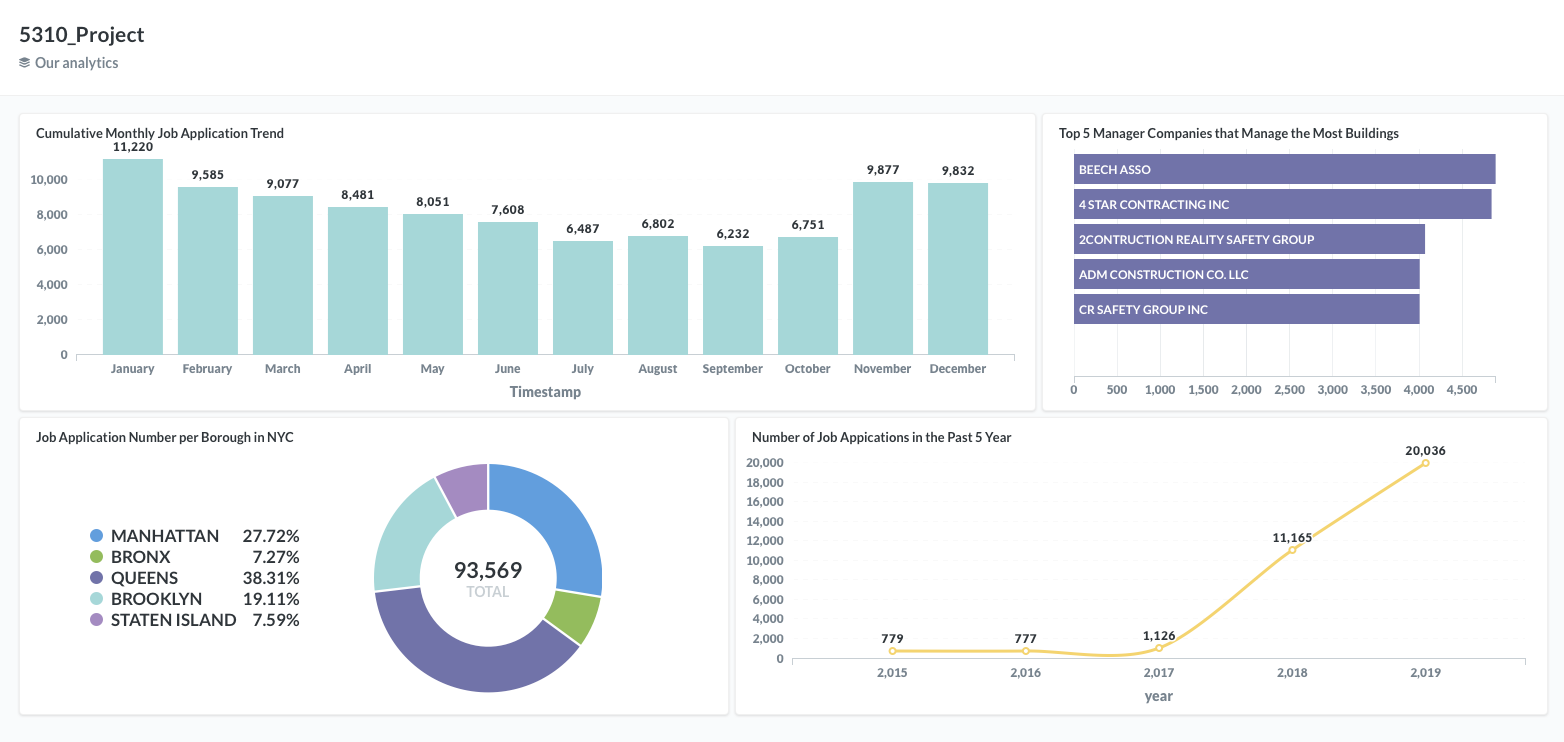 5310_Project
Our analytics
Cumulative Monthly Job Application Trend
11,220
9,585
9,077
8,481
8,051
7,608
6,487
6,802
6,232
6,751
9,877
9,832
10,000
8,000
6,000
4,000
2,000
0
January February March April May June July August September October November December
Timestamp
Top 5 Manager Companies that Manage the Most Buildings
BEECH ASSO
4 STAR CONTRACTING INC
2CONTRUCTION REALITY SAFETY GROUP
ADM CONSTRUCTION CO. LLC
CR SAFETY GROUP INC
0 500 1,000 1,500 2,000 2,500 3,000 3,500 4,000 4,500
Job Application Number per Borough in NYC
MANHATTAN 27.72%
BRONX 7.27%
QUEENS 38.31%
BROOKLYN 19.11%
STATEN ISLAND 7.59%
93,569
TOTAL
Number of Job Appications in the Past 5 Year
20,000
18,000
16,000
14,000
12,000
10,000
8,000
6,000
4,000
2,000
0
779
777
1,126
11,165
20,036
2,015 2,016 2,017 2,018 2,019
year